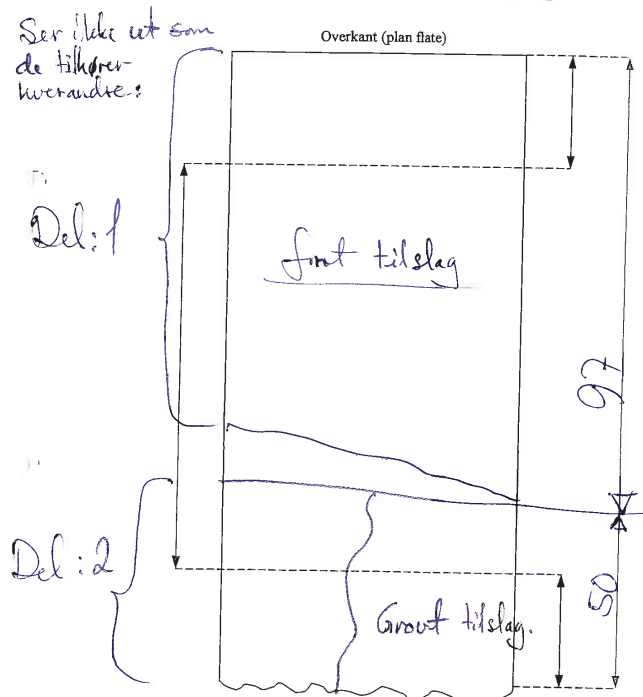 Ser ikke ut som
de tilhører
hverandre:
Overkant (plan flate)
Del: 1
fint tilslag
97
Del: 2
50
Grovt tilslag.